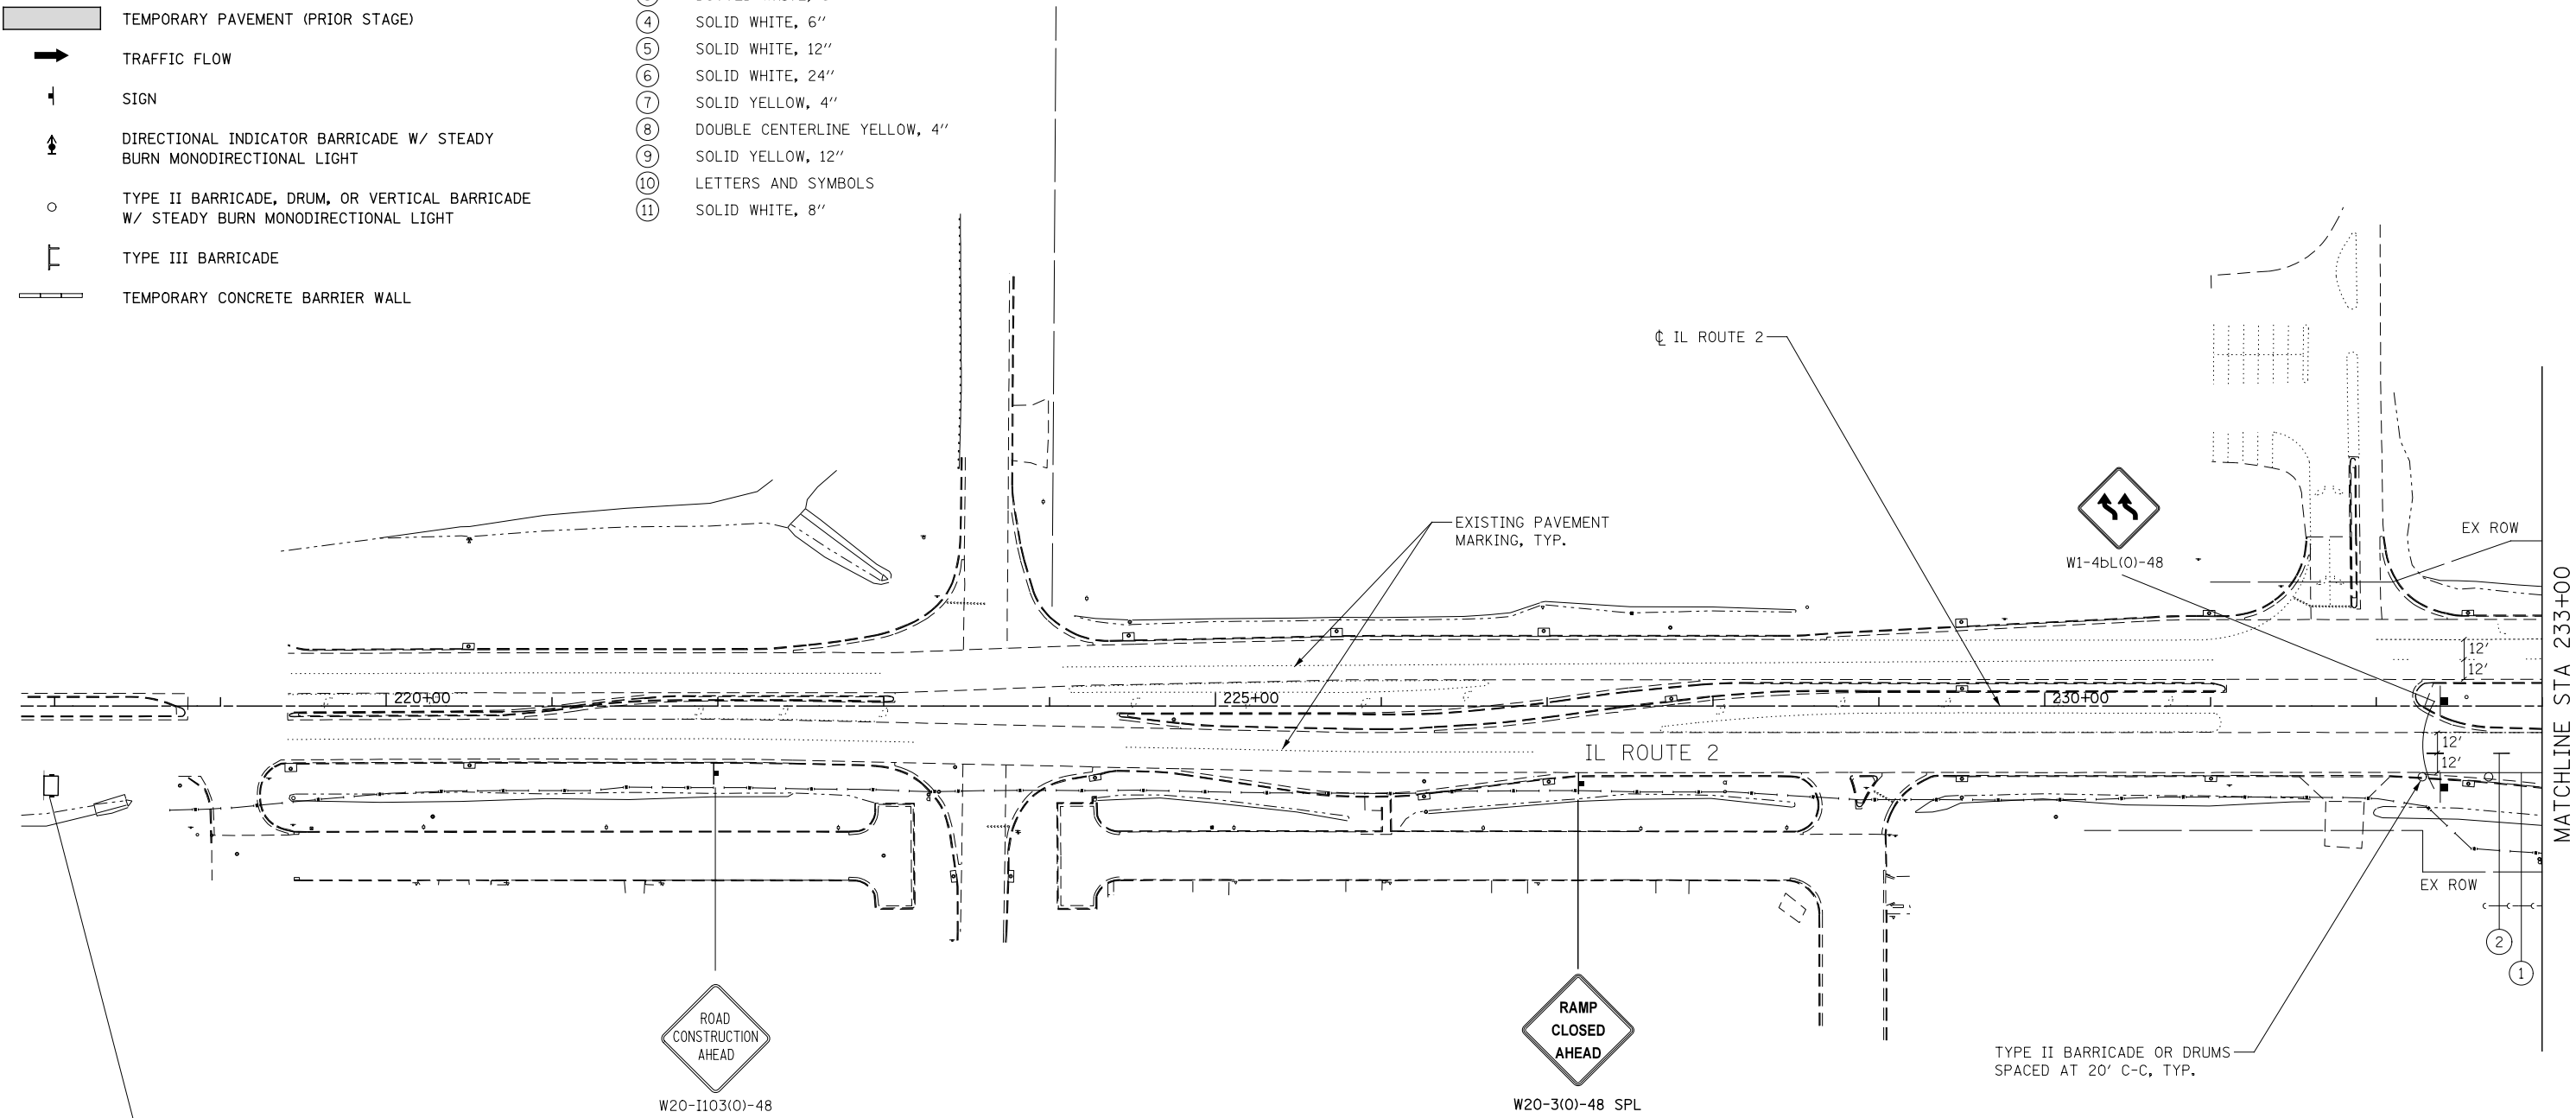 TEMPORARY PAVEMENT (PRIOR STAGE)
TRAFFIC FLOW
SIGN
DIRECTIONAL INDICATOR BARRICADE W/ STEADY
BURN MONODIRECTIONAL LIGHT
TYPE II BARRICADE, DRUM, OR VERTICAL BARRICADE
W/ STEADY BURN MONODIRECTIONAL LIGHT
TYPE III BARRICADE
TEMPORARY CONCRETE BARRIER WALL
4 SOLID WHITE, 6"
5 SOLID WHITE, 12"
6 SOLID WHITE, 24"
7 SOLID YELLOW, 4"
8 DOUBLE CENTERLINE YELLOW, 4"
9 SOLID YELLOW, 12"
10 LETTERS AND SYMBOLS
11 SOLID WHITE, 8"
℄ IL ROUTE 2
EXISTING PAVEMENT
MARKING, TYP.
W1-4bL(O)-48
EX ROW
MATCHLINE STA 233+00
12'
12'
220+00
225+00
230+00
IL ROUTE 2
12'
12'
EX ROW
2
1
ROAD
CONSTRUCTION
AHEAD
W20-I103(O)-48
RAMP
CLOSED
AHEAD
W20-3(O)-48 SPL
TYPE II BARRICADE OR DRUMS
SPACED AT 20' C-C, TYP.